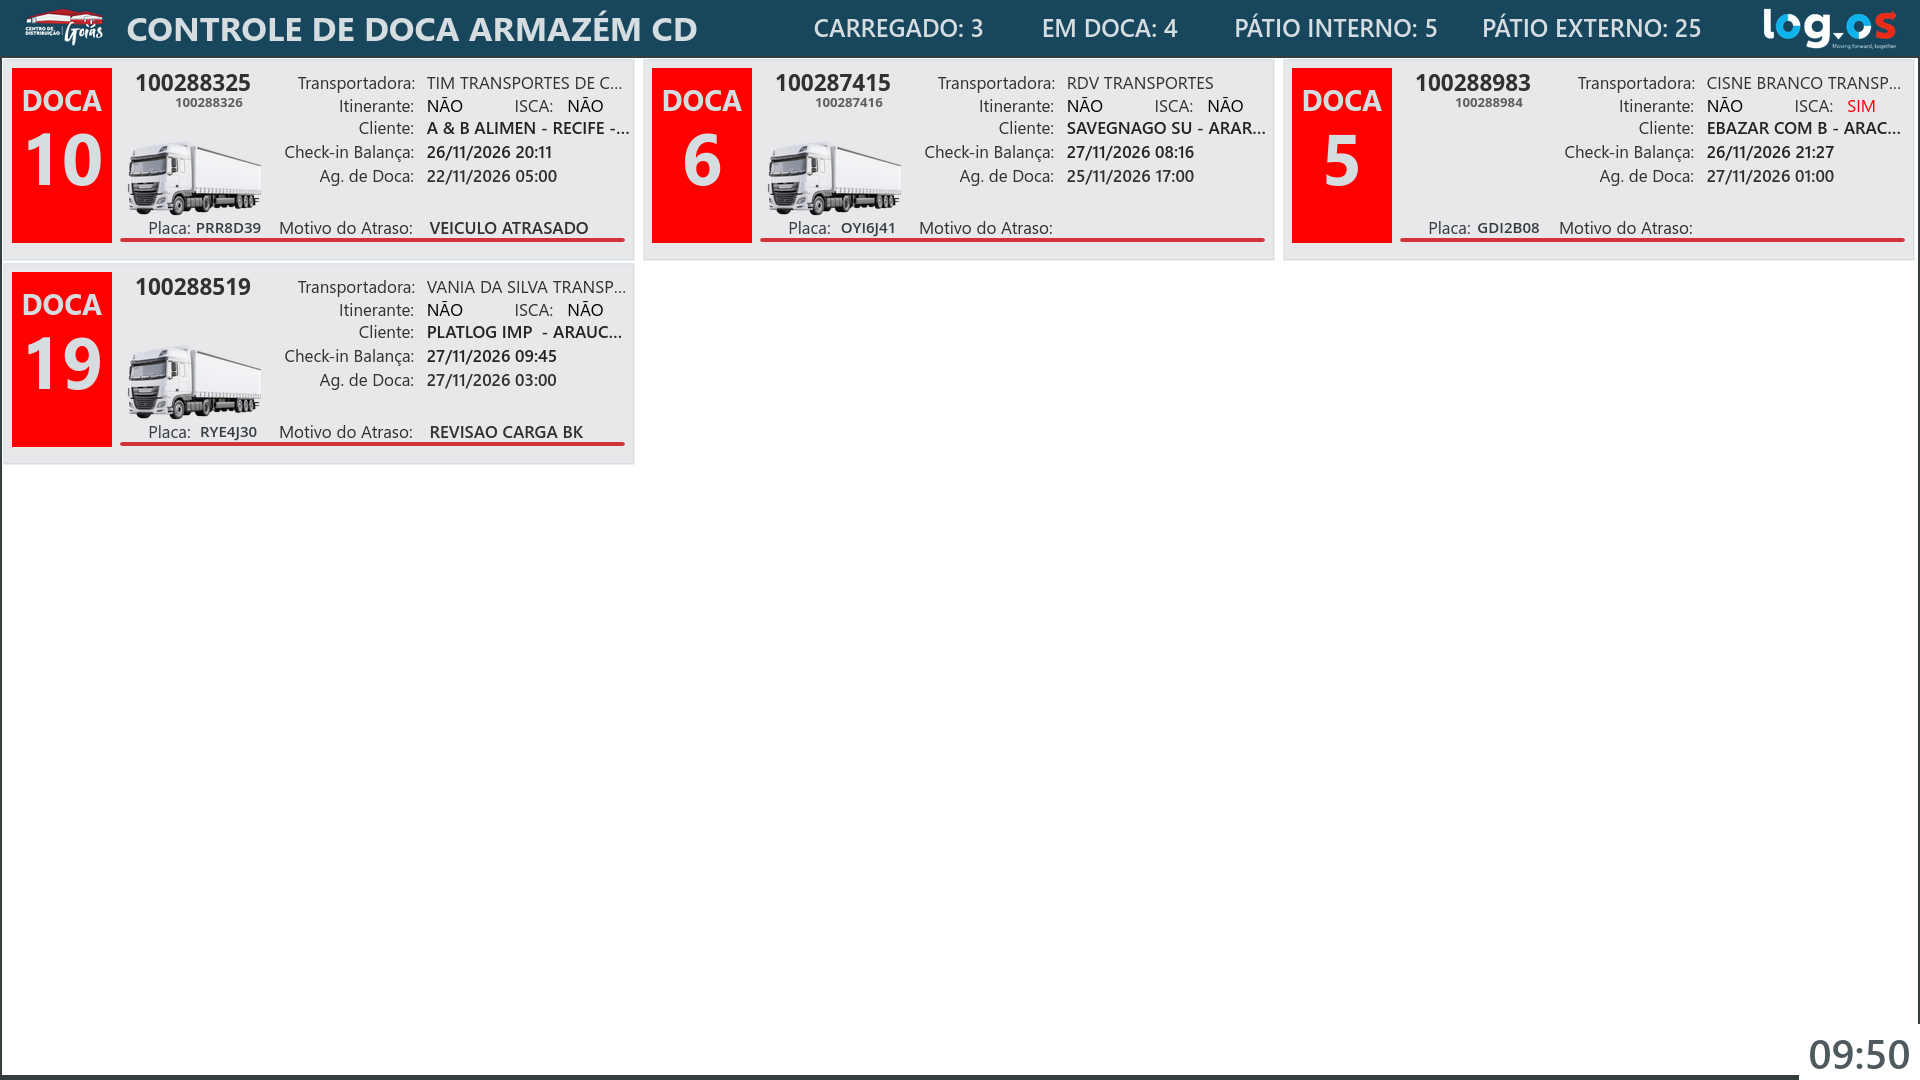 CENTRO DE DISTRIBUIÇÃO Goiás
CONTROLE DE DOCA ARMAZÉM CD
CARREGADO: 3
EM DOCA: 4
PÁTIO INTERNO: 5
PÁTIO EXTERNO: 25
log.os
Moving forward, together
DOCA
10
100288325
100288326
Transportadora: TIM TRANSPORTES DE C...
Itinerante: NÃO ISCA: NÃO
Cliente: A & B ALIMEN - RECIFE -...
Check-in Balança: 26/11/2026 20:11
Ag. de Doca: 22/11/2026 05:00
Placa: PRR8D39 Motivo do Atraso: VEICULO ATRASADO
DOCA
6
100287415
100287416
Transportadora: RDV TRANSPORTES
Itinerante: NÃO ISCA: NÃO
Cliente: SAVEGNAGO SU - ARAR...
Check-in Balança: 27/11/2026 08:16
Ag. de Doca: 25/11/2026 17:00
Placa: OYI6J41 Motivo do Atraso:
DOCA
5
100288983
100288984
Transportadora: CISNE BRANCO TRANSP...
Itinerante: NÃO ISCA: SIM
Cliente: EBAZAR COM B - ARAC...
Check-in Balança: 26/11/2026 21:27
Ag. de Doca: 27/11/2026 01:00
Placa: GDI2B08 Motivo do Atraso:
DOCA
19
100288519
Transportadora: VANIA DA SILVA TRANSP...
Itinerante: NÃO ISCA: NÃO
Cliente: PLATLOG IMP - ARAUC...
Check-in Balança: 27/11/2026 09:45
Ag. de Doca: 27/11/2026 03:00
Placa: RYE4J30 Motivo do Atraso: REVISAO CARGA BK
09:50